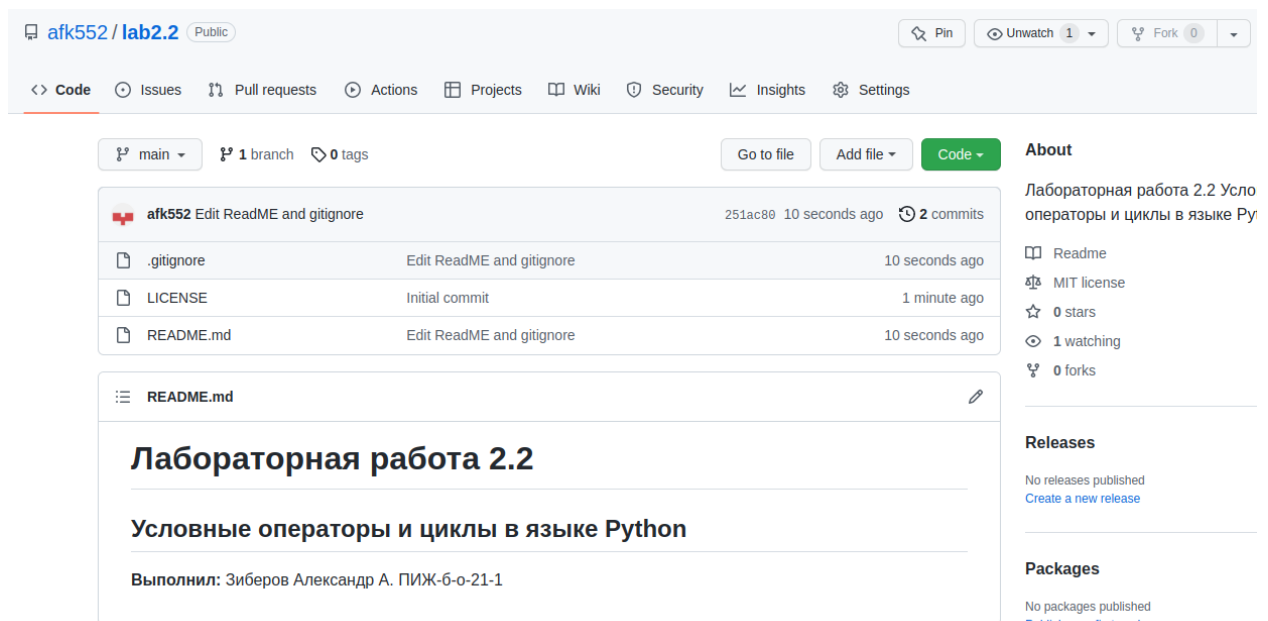 afk552 / lab2.2 Public Pin Unwatch 1 Fork 0
Code Issues Pull requests Actions Projects Wiki Security Insights Settings
main 1 branch 0 tags Go to file Add file Code
afk552 Edit ReadME and gitignore 251ac80 10 seconds ago 2 commits
.gitignore Edit ReadME and gitignore 10 seconds ago
LICENSE Initial commit 1 minute ago
README.md Edit ReadME and gitignore 10 seconds ago
README.md
Лабораторная работа 2.2
Условные операторы и циклы в языке Python
Выполнил: Зиберов Александр А. ПИЖ-б-о-21-1
About
Лабораторная работа 2.2 Усло
операторы и циклы в языке Py
Readme
MIT license
0 stars
1 watching
0 forks
Releases
No releases published
Create a new release
Packages
No packages published